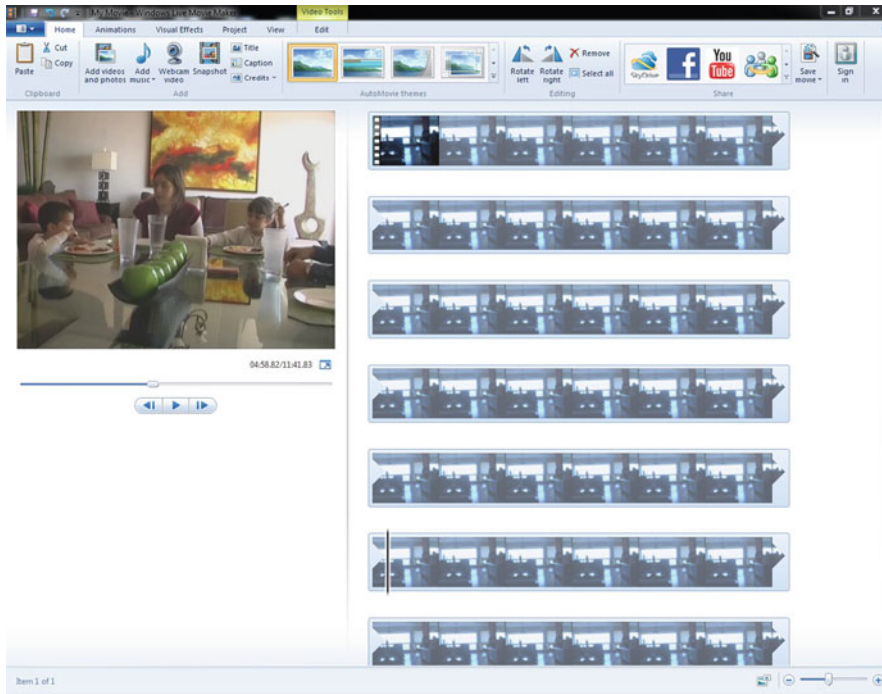 My Movie - Windows Live Movie Maker
Video Tools
Home Animations Visual Effects Project View Edit
Paste
Cut
Copy
Clipboard
Add videos and photos
Add music
Webcam video
Snapshot
Title
Caption
Credits
Add
AutoMovie themes
Rotate left
Rotate right
Remove
Select all
Editing
SkyDrive
f
You Tube
Share
Save movie
Sign in
04:58.82/11:41.83
Item 1 of 1